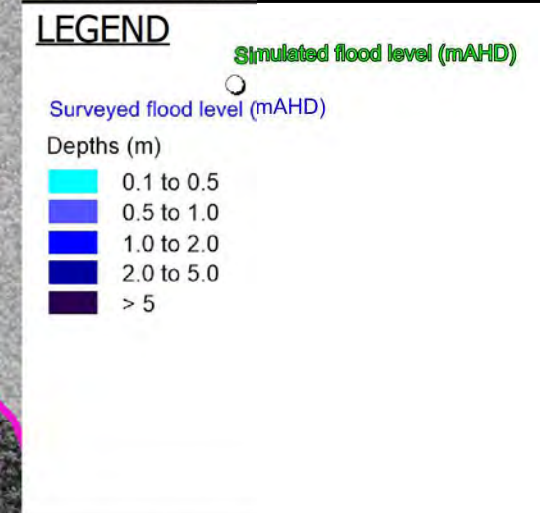 LEGEND
Simulated flood level (mAHD)
Surveyed flood level (mAHD)
Depths (m)
0.1 to 0.5
0.5 to 1.0
1.0 to 2.0
2.0 to 5.0
> 5